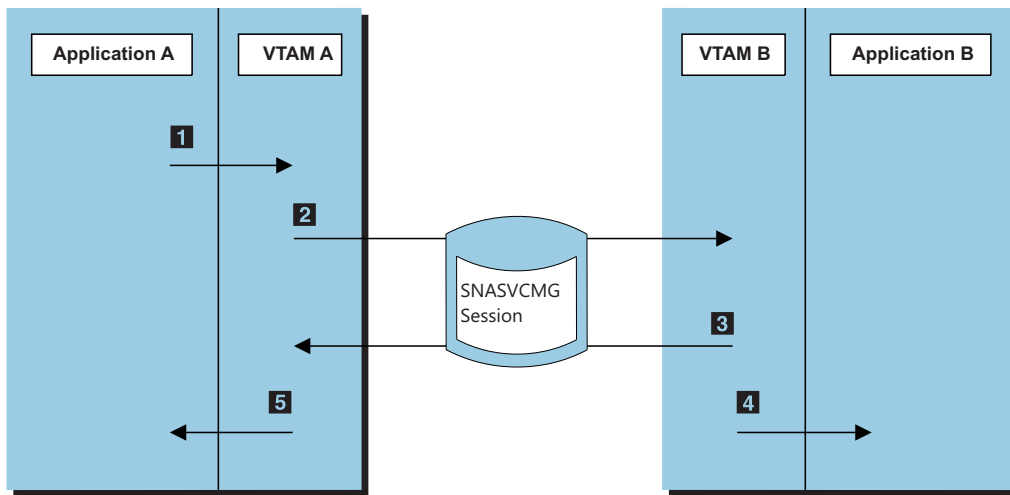 Application A
VTAM A
VTAM B
Application B
1
2
SNASVCMG
Session
3
5
4